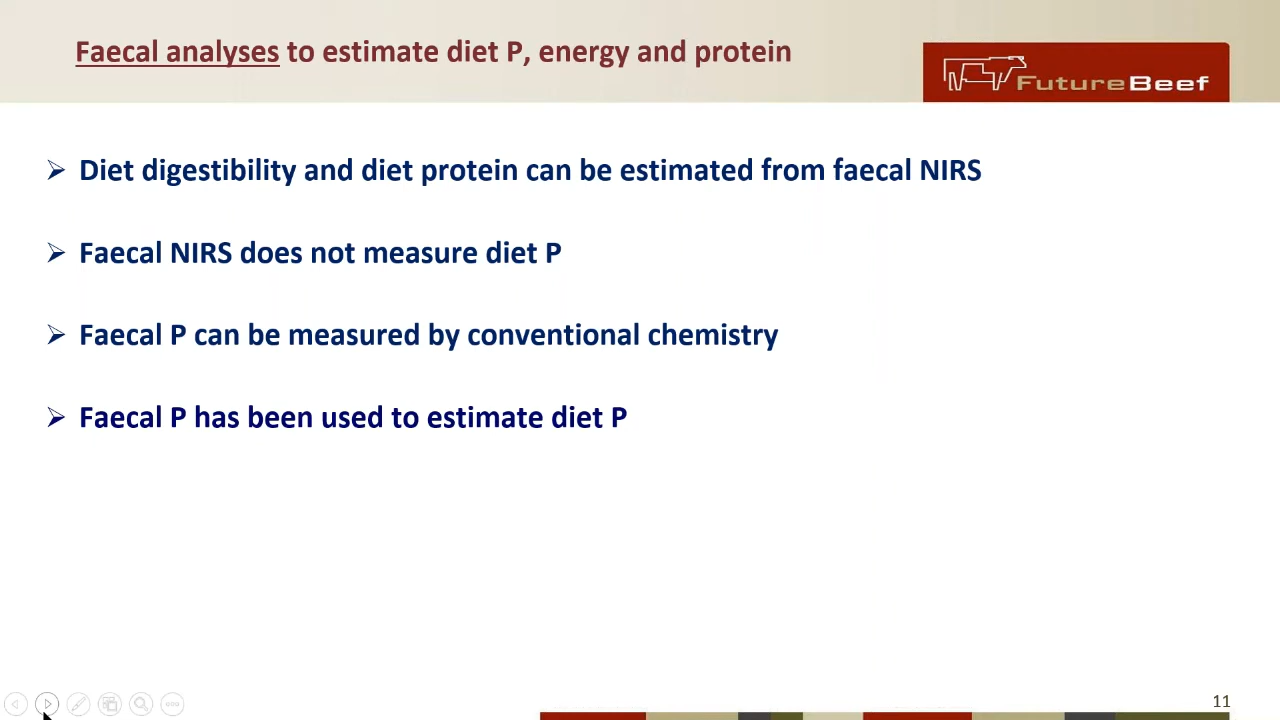 Faecal analyses to estimate diet P, energy and protein
FutureBeef
Diet digestibility and diet protein can be estimated from faecal NIRS
Faecal NIRS does not measure diet P
Faecal P can be measured by conventional chemistry
Faecal P has been used to estimate diet P
11